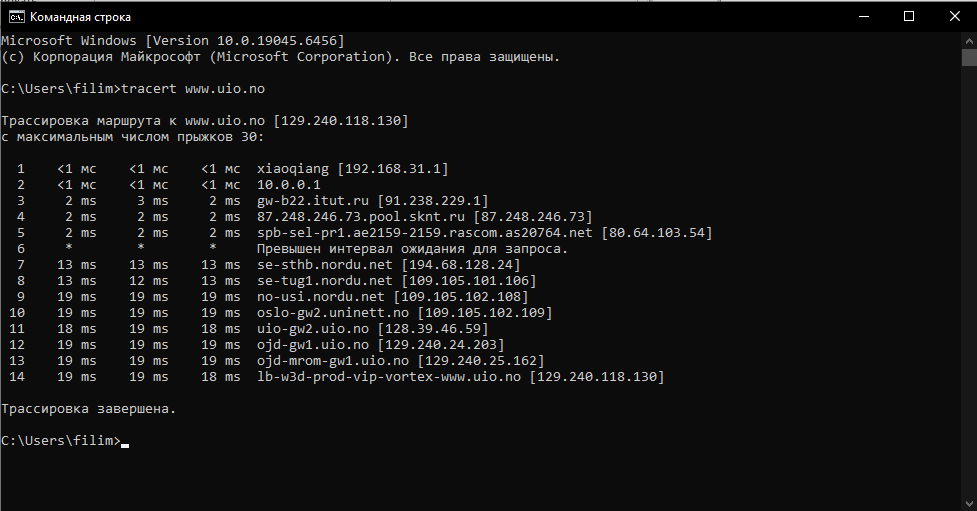 Командная строка
Microsoft Windows [Version 10.0.19045.6456]
(c) Корпорация Майкрософт (Microsoft Corporation). Все права защищены.
C:\Users\filim>tracert www.uio.no
Трассировка маршрута к www.uio.no [129.240.118.130]
с максимальным числом прыжков 30:
1 <1 мс <1 мс <1 мс xiaoqiang [192.168.31.1]
2 <1 мс <1 мс <1 мс 10.0.0.1
3 2 ms 3 ms 2 ms gw-b22.itut.ru [91.238.229.1]
4 2 ms 2 ms 2 ms 87.248.246.73.pool.sknt.ru [87.248.246.73]
5 2 ms 2 ms 2 ms spb-sel-pr1.ae2159-2159.rascom.as20764.net [80.64.103.54]
6 * * * Превышен интервал ожидания для запроса.
7 13 ms 13 ms 13 ms se-sthb.nordu.net [194.68.128.24]
8 13 ms 12 ms 13 ms se-tug1.nordu.net [109.105.101.106]
9 19 ms 19 ms 19 ms no-usi.nordu.net [109.105.102.108]
10 19 ms 19 ms 19 ms oslo-gw2.uninett.no [109.105.102.109]
11 18 ms 19 ms 18 ms uio-gw2.uio.no [128.39.46.59]
12 19 ms 19 ms 19 ms ojd-gw1.uio.no [129.240.24.203]
13 19 ms 19 ms 19 ms ojd-mrom-gw1.uio.no [129.240.25.162]
14 19 ms 19 ms 18 ms lb-w3d-prod-vip-vortex-www.uio.no [129.240.118.130]
Трассировка завершена.
C:\Users\filim>